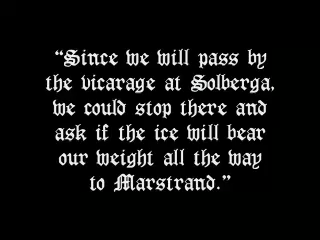 “Since we will pass by
the vicarage at Solberga,
we could stop there and
ask if the ice will bear
our weight all the way
to Marstrand.”